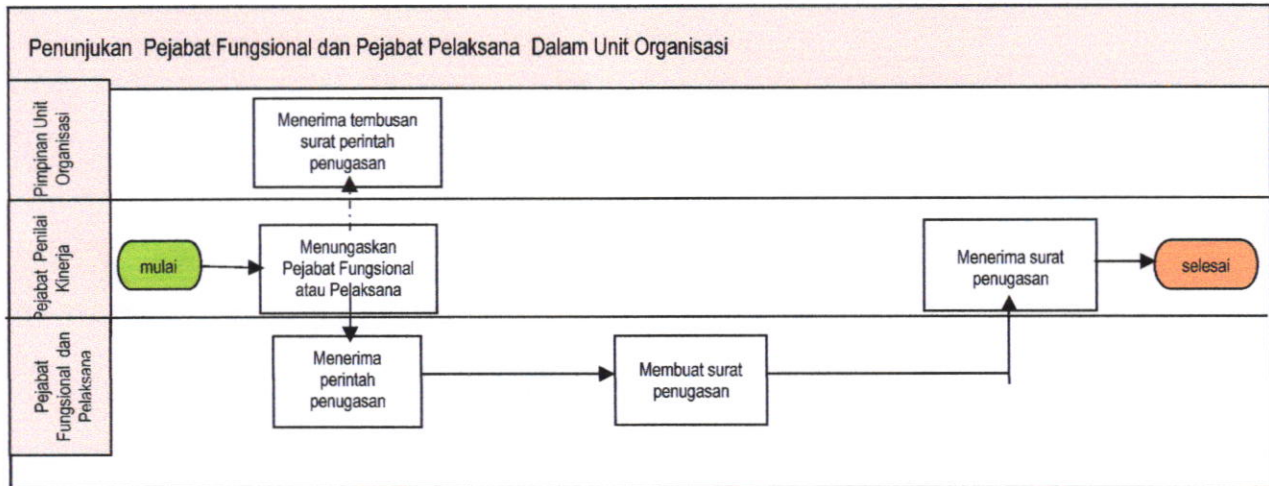 Penunjukan Pejabat Fungsional dan Pejabat Pelaksana Dalam Unit Organisasi
Pimpinan Unit
Organisasi
Menerima tembusan
surat perintah
penugasan
Pejabat Penilai
Kinerja
mulai
Menungaskan
Pejabat Fungsional
atau Pelaksana
Menerima surat
penugasan
selesai
Pejabat
Fungsional dan
Pelaksana
Menerima
perintah
penugasan
Membuat surat
penugasan